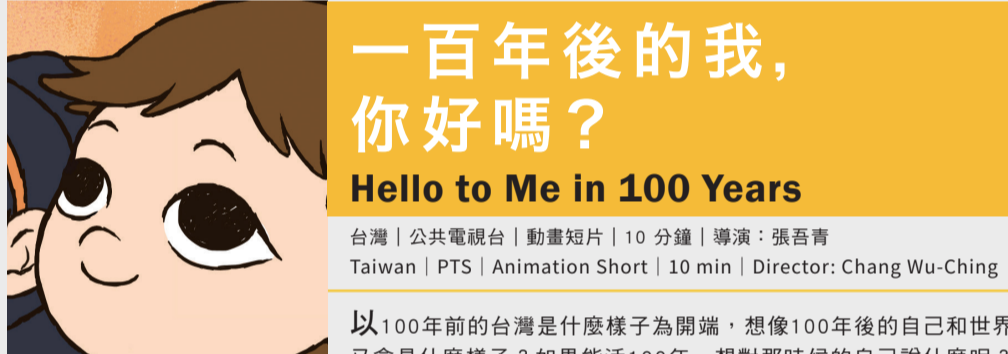 一百年後的我,
你好嗎？
Hello to Me in 100 Years
台灣｜公共電視台｜動畫短片｜10 分鐘｜導演：張吾青
Taiwan｜PTS｜Animation Short｜10 min｜Director: Chang Wu-Ching
以100年前的台灣是什麼樣子為開端，想像100年後的自己和世界